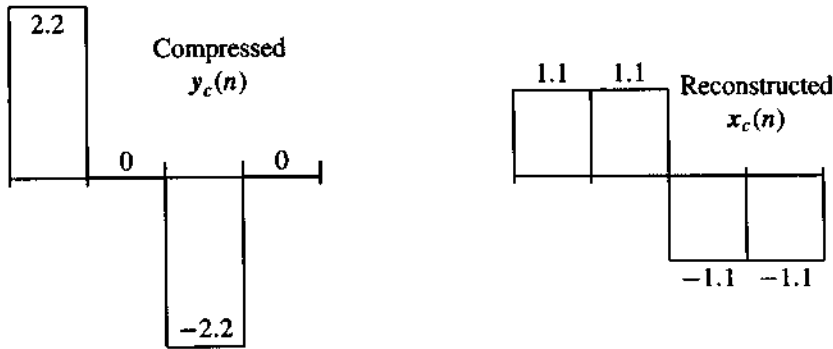 2.2
Compressed
y_c(n)
0
0
−2.2
1.1
1.1
Reconstructed
x_c(n)
−1.1
−1.1